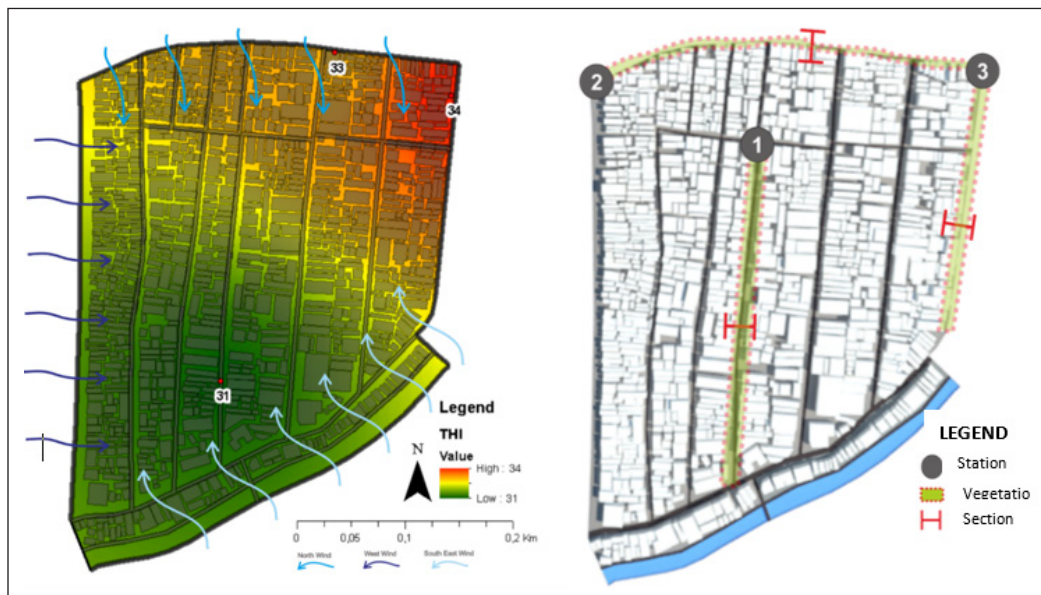 33
34
31
Legend
THI
Value
High : 34
Low : 31
N
0 0,05 0,1 0,2 Km
North Wind West Wind South East Wind
2
3
1
LEGEND
Station
Vegetatio
Section